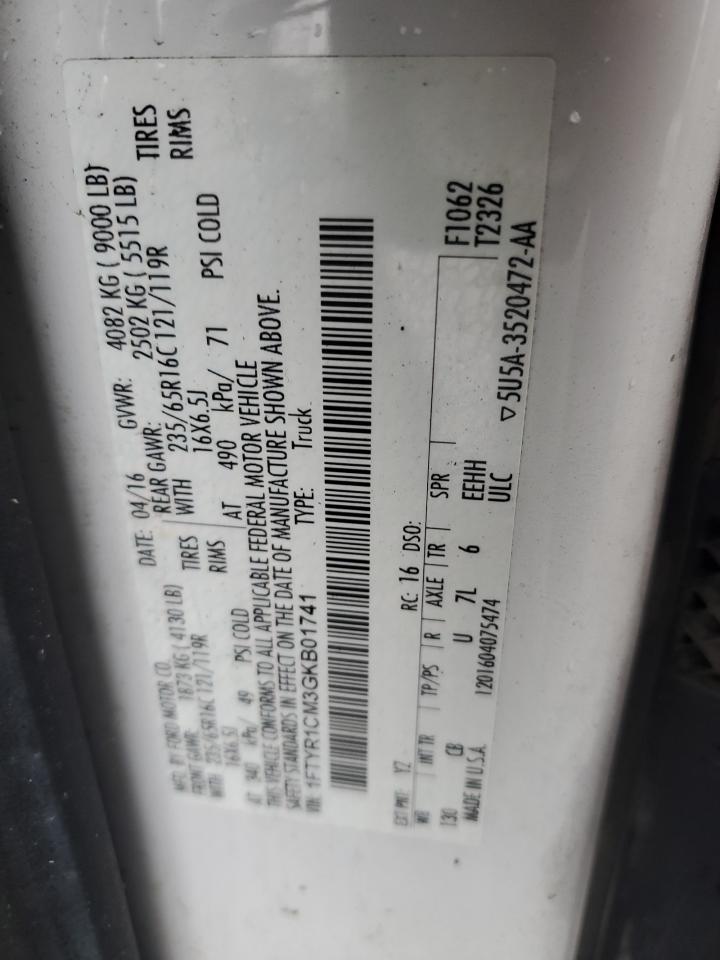 MFD. BY FORD MOTOR CO.
DATE: 04/16 GVWR: 4082 KG ( 9000 LB)
FRONT GAWR: 1873 KG ( 4130 LB) REAR GAWR: 2502 KG ( 5515 LB)
WITH 235/65R16C 121/119R TIRES WITH 235/65R16C 121/119R TIRES
16X6.5J RIMS 16X6.5J RIMS
AT 340 kPa/ 49 PSI COLD AT 490 kPa/ 71 PSI COLD
THIS VEHICLE CONFORMS TO ALL APPLICABLE FEDERAL MOTOR VEHICLE
SAFETY STANDARDS IN EFFECT ON THE DATE OF MANUFACTURE SHOWN ABOVE.
VIN: 1FTYR1CM3GKB01741 TYPE: Truck
EXT PNT: YZ RC: 16 DSO: F1062
WB INT TR TP/PS R AXLE TR SPR T2326
130 CB U 7L 6 EEHH
MADE IN U.S.A. 1201604075474 ULC ▽5U5A-3520472-AA